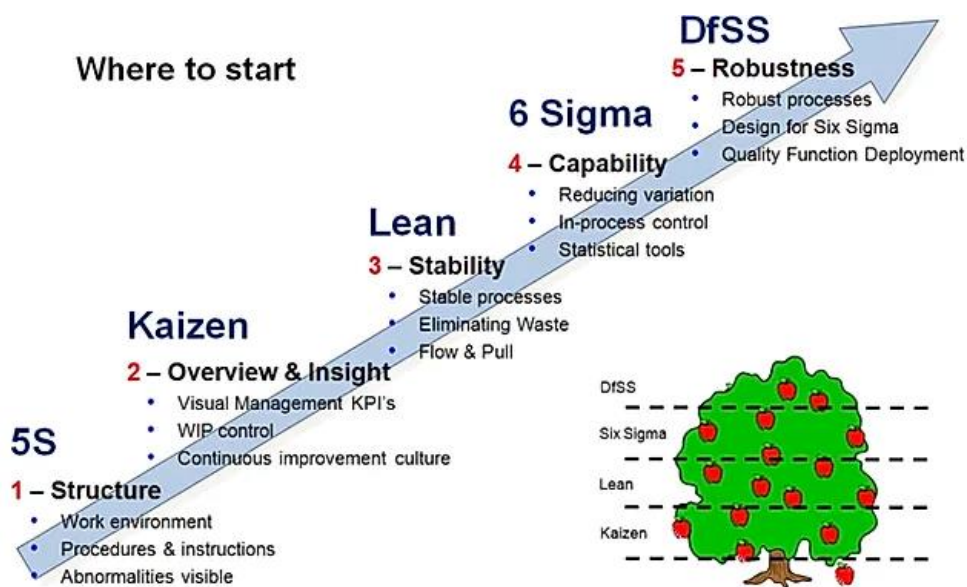 Where to start
DfSS
5 – Robustness
• Robust processes
• Design for Six Sigma
• Quality Function Deployment
6 Sigma
4 – Capability
• Reducing variation
• In-process control
• Statistical tools
Lean
3 – Stability
• Stable processes
• Eliminating Waste
• Flow & Pull
Kaizen
2 – Overview & Insight
• Visual Management KPI's
• WIP control
• Continuous improvement culture
5S
1 – Structure
• Work environment
• Procedures & instructions
• Abnormalities visible
DfSS
Six Sigma
Lean
Kaizen